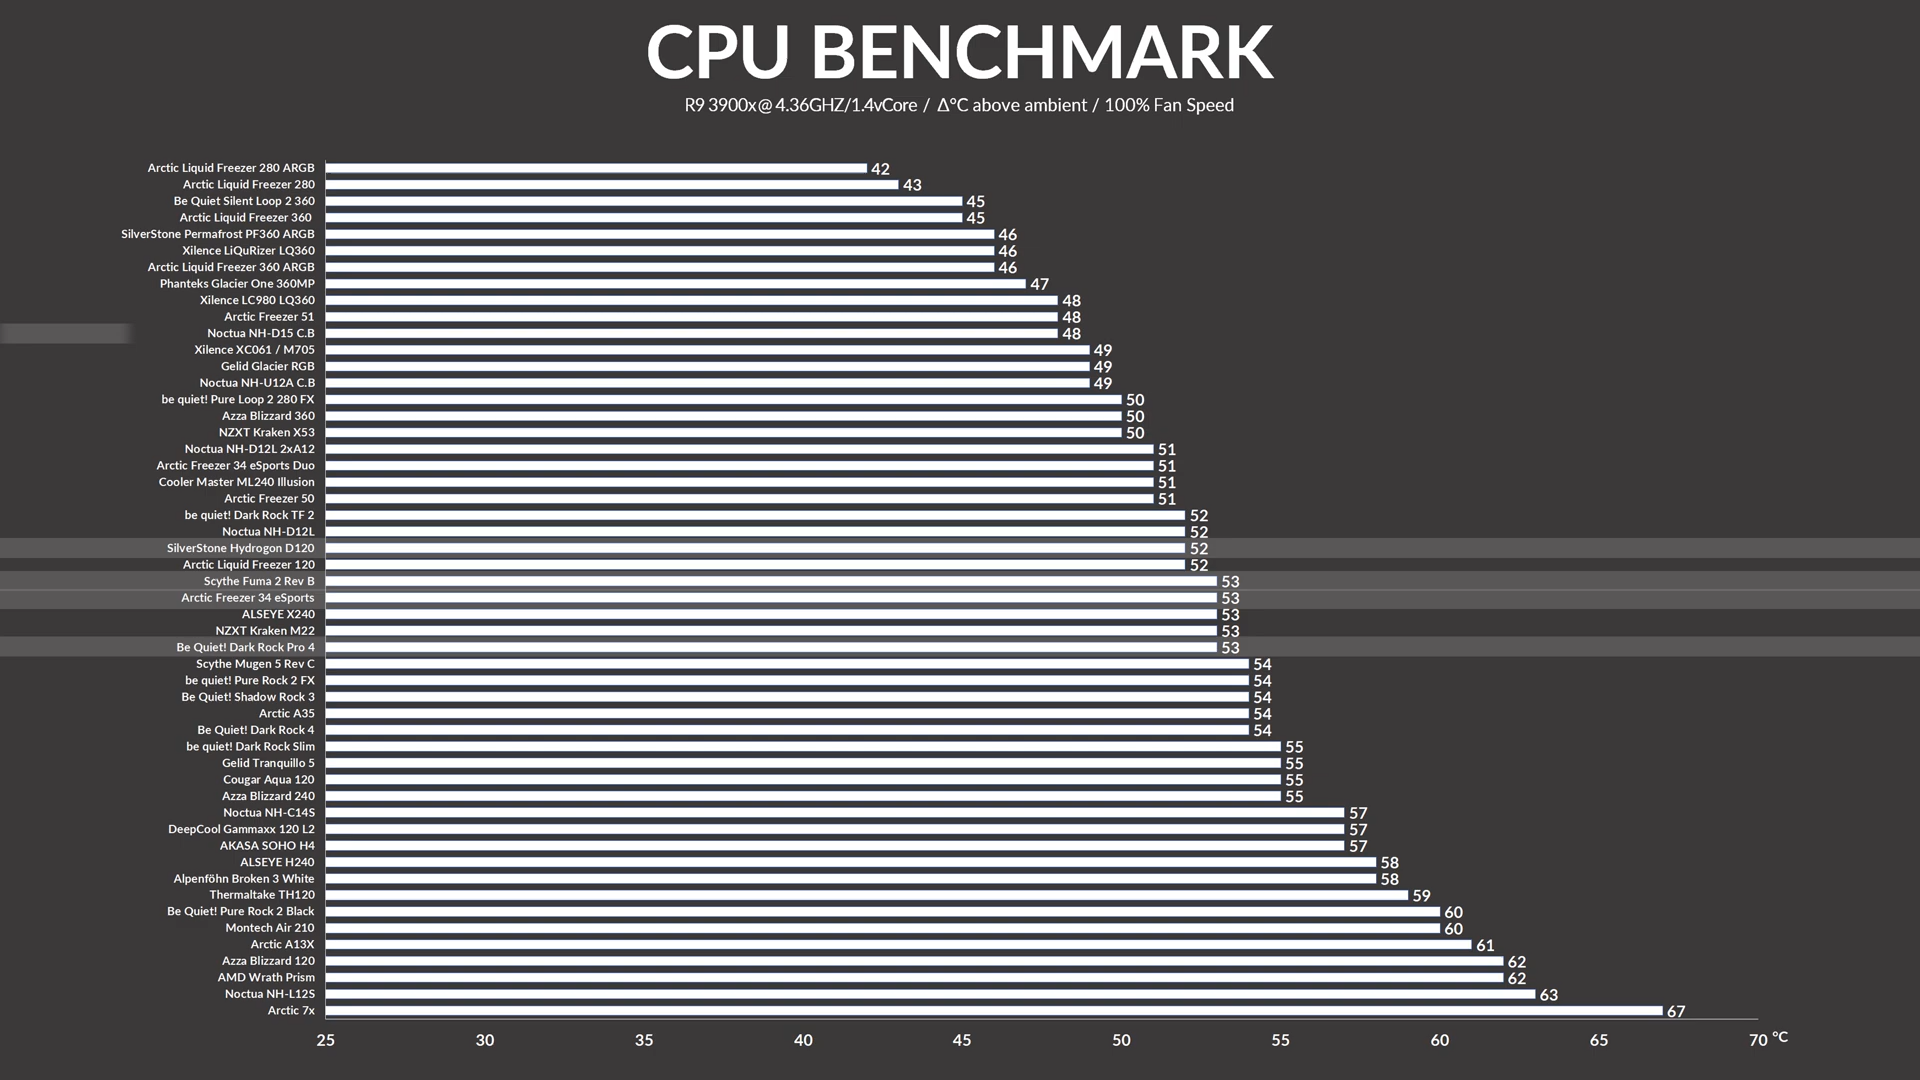 CPU BENCHMARK
R9 3900x@ 4.36GHZ/1.4vCore / Δ°C above ambient / 100% Fan Speed
Arctic Liquid Freezer 280 ARGB 42
Arctic Liquid Freezer 280 43
Be Quiet Silent Loop 2 360 45
Arctic Liquid Freezer 360 45
SilverStone Permafrost PF360 ARGB 46
Xilence LiQuRizer LQ360 46
Arctic Liquid Freezer 360 ARGB 46
Phanteks Glacier One 360MP 47
Xilence LC980 LQ360 48
Arctic Freezer 51 48
Noctua NH-D15 C.B 48
Xilence XC061 / M705 49
Gelid Glacier RGB 49
Noctua NH-U12A C.B 49
be quiet! Pure Loop 2 280 FX 50
Azza Blizzard 360 50
NZXT Kraken X53 50
Noctua NH-D12L 2xA12 51
Arctic Freezer 34 eSports Duo 51
Cooler Master ML240 Illusion 51
Arctic Freezer 50 51
be quiet! Dark Rock TF 2 52
Noctua NH-D12L 52
SilverStone Hydrogon D120 52
Arctic Liquid Freezer 120 52
Scythe Fuma 2 Rev B 53
Arctic Freezer 34 eSports 53
ALSEYE X240 53
NZXT Kraken M22 53
Be Quiet! Dark Rock Pro 4 53
Scythe Mugen 5 Rev C 54
be quiet! Pure Rock 2 FX 54
Be Quiet! Shadow Rock 3 54
Arctic A35 54
Be Quiet! Dark Rock 4 54
be quiet! Dark Rock Slim 55
Gelid Tranquillo 5 55
Cougar Aqua 120 55
Azza Blizzard 240 55
Noctua NH-C14S 57
DeepCool Gammaxx 120 L2 57
AKASA SOHO H4 57
ALSEYE H240 58
Alpenföhn Broken 3 White 58
Thermaltake TH120 59
Be Quiet! Pure Rock 2 Black 60
Montech Air 210 60
Arctic A13X 61
Azza Blizzard 120 62
AMD Wrath Prism 62
Noctua NH-L12S 63
Arctic 7x 67
25 30 35 40 45 50 55 60 65 70 °C